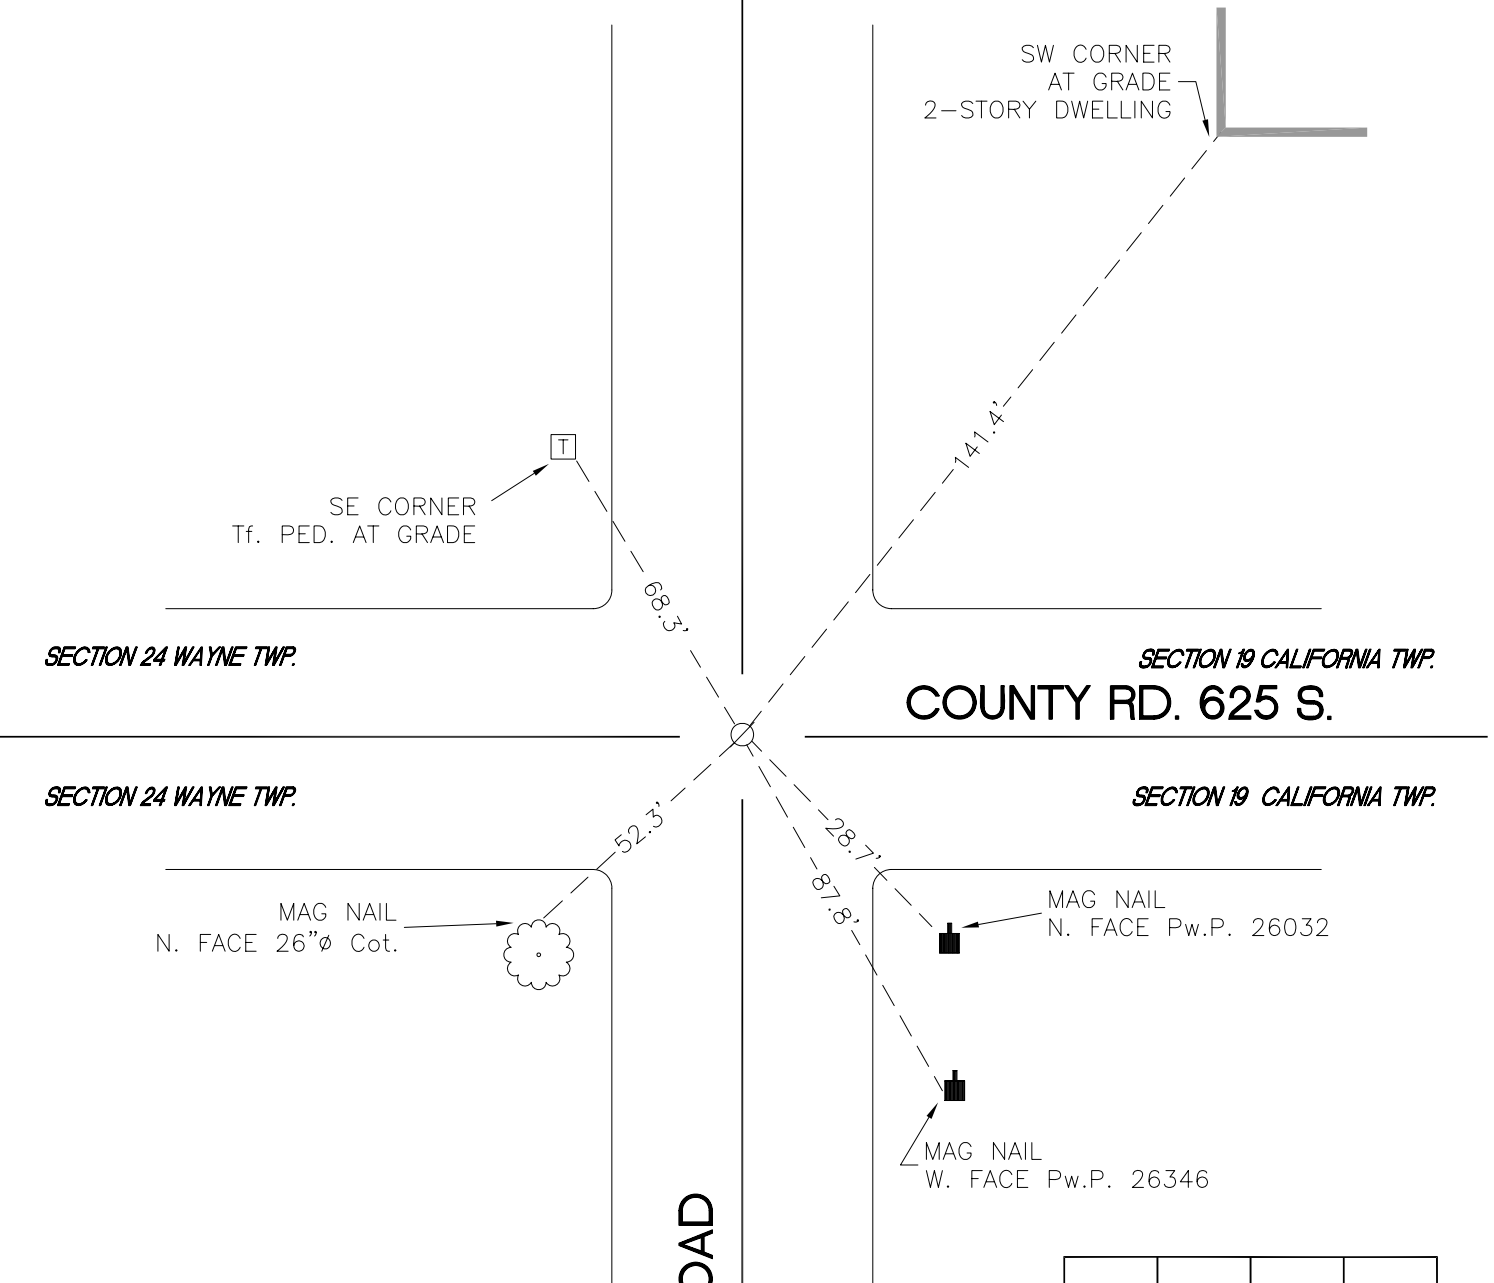 SW CORNER
AT GRADE
2-STORY DWELLING
141.4'
T
SE CORNER
Tf. PED. AT GRADE
68.3'
SECTION 24 WAYNE TWP.
SECTION 19 CALIFORNIA TWP.
COUNTY RD. 625 S.
SECTION 24 WAYNE TWP.
SECTION 19 CALIFORNIA TWP.
52.3'
28.7'
87.8'
MAG NAIL
N. FACE 26"ø Cot.
MAG NAIL
N. FACE Pw.P. 26032
MAG NAIL
W. FACE Pw.P. 26346